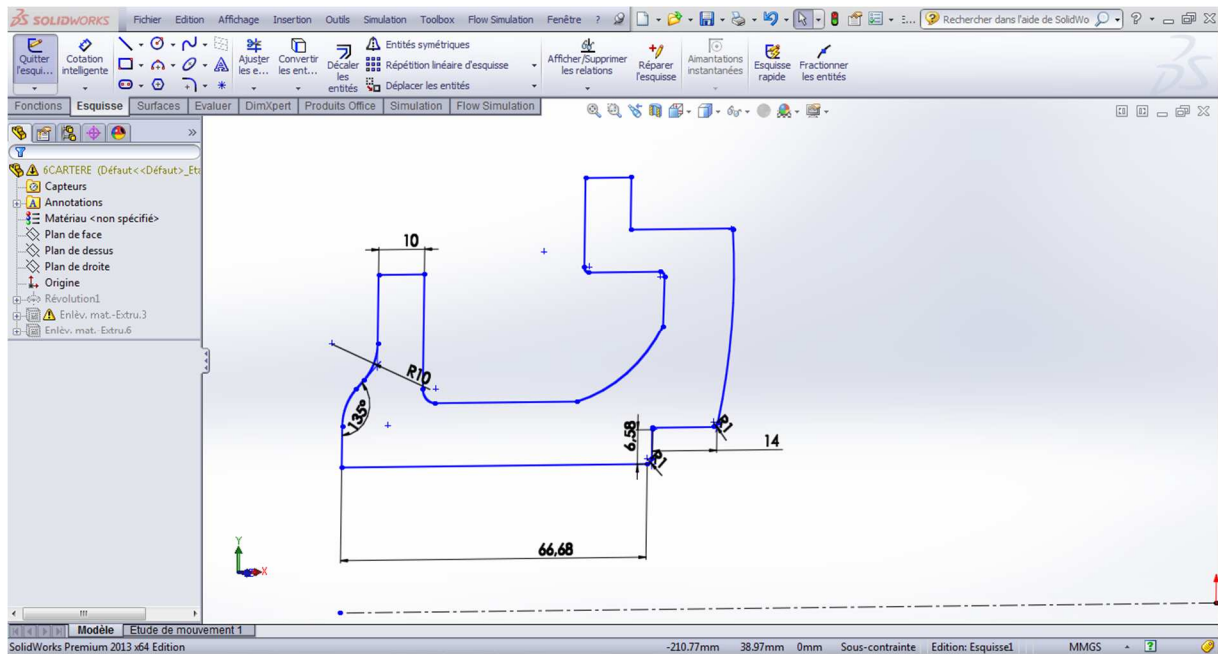 SOLIDWORKS Fichier Edition Affichage Insertion Outils Simulation Toolbox Flow Simulation Fenêtre ? Rechercher dans l'aide de SolidWo
Quitter l'esqui...
Cotation intelligente
Ajuster les e...
Convertir les ent...
Décaler les entités
Entités symétriques
Répétition linéaire d'esquisse
Déplacer les entités
Afficher/Supprimer les relations
Réparer l'esquisse
Aimantations instantanées
Esquisse rapide
Fractionner les entités
Fonctions Esquisse Surfaces Evaluer DimXpert Produits Office Simulation Flow Simulation
6CARTERE (Défaut<<Défaut>_Eta
Capteurs
Annotations
Matériau <non spécifié>
Plan de face
Plan de dessus
Plan de droite
Origine
Révolution1
Enlèv. mat.-Extru.3
Enlèv. mat.-Extru.6
10
R10
135°
6,58
R1
R1
14
66,68
Y
X
Modèle Etude de mouvement 1
SolidWorks Premium 2013 x64 Edition -210.77mm 38.97mm 0mm Sous-contrainte Edition: Esquisse1 MMGS